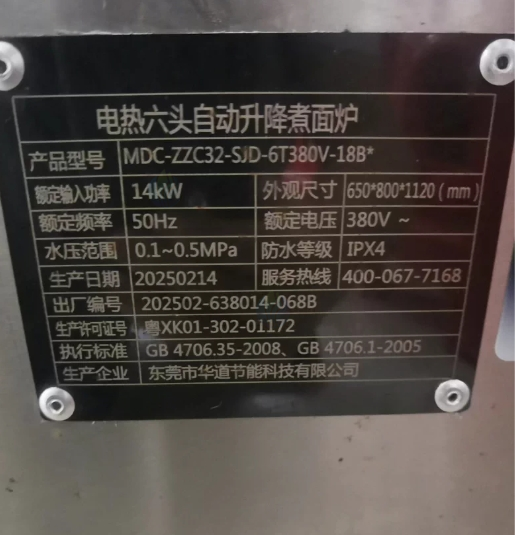 电热六头自动升降煮面炉
产品型号 MDC-ZZC32-SJD-6T380V-18B*
额定输入功率 14kW 外观尺寸 650*800*1120（mm）
额定频率 50Hz 额定电压 380V ~
水压范围 0.1~0.5MPa 防水等级 IPX4
生产日期 20250214 服务热线 400-067-7168
出厂编号 202502-638014-068B
生产许可证号 粤XK01-302-01172
执行标准 GB 4706.35-2008、GB 4706.1-2005
生产企业 东莞市华道节能科技有限公司